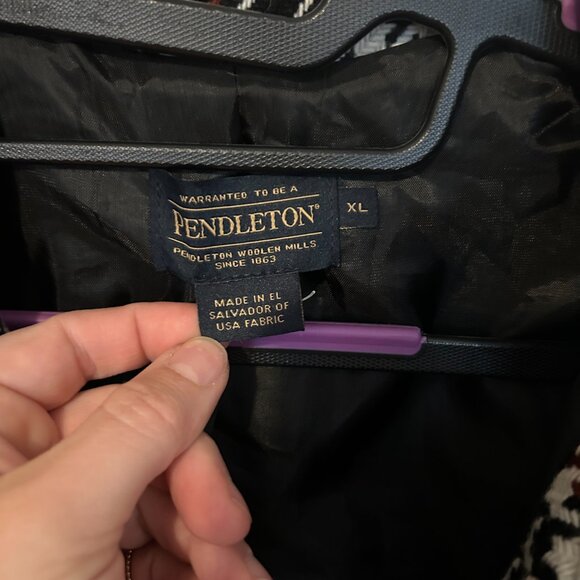 WARRANTED TO BE A
PENDLETON®
PENDLETON WOOLEN MILLS
SINCE 1863
XL
MADE IN EL
SALVADOR OF
USA FABRIC